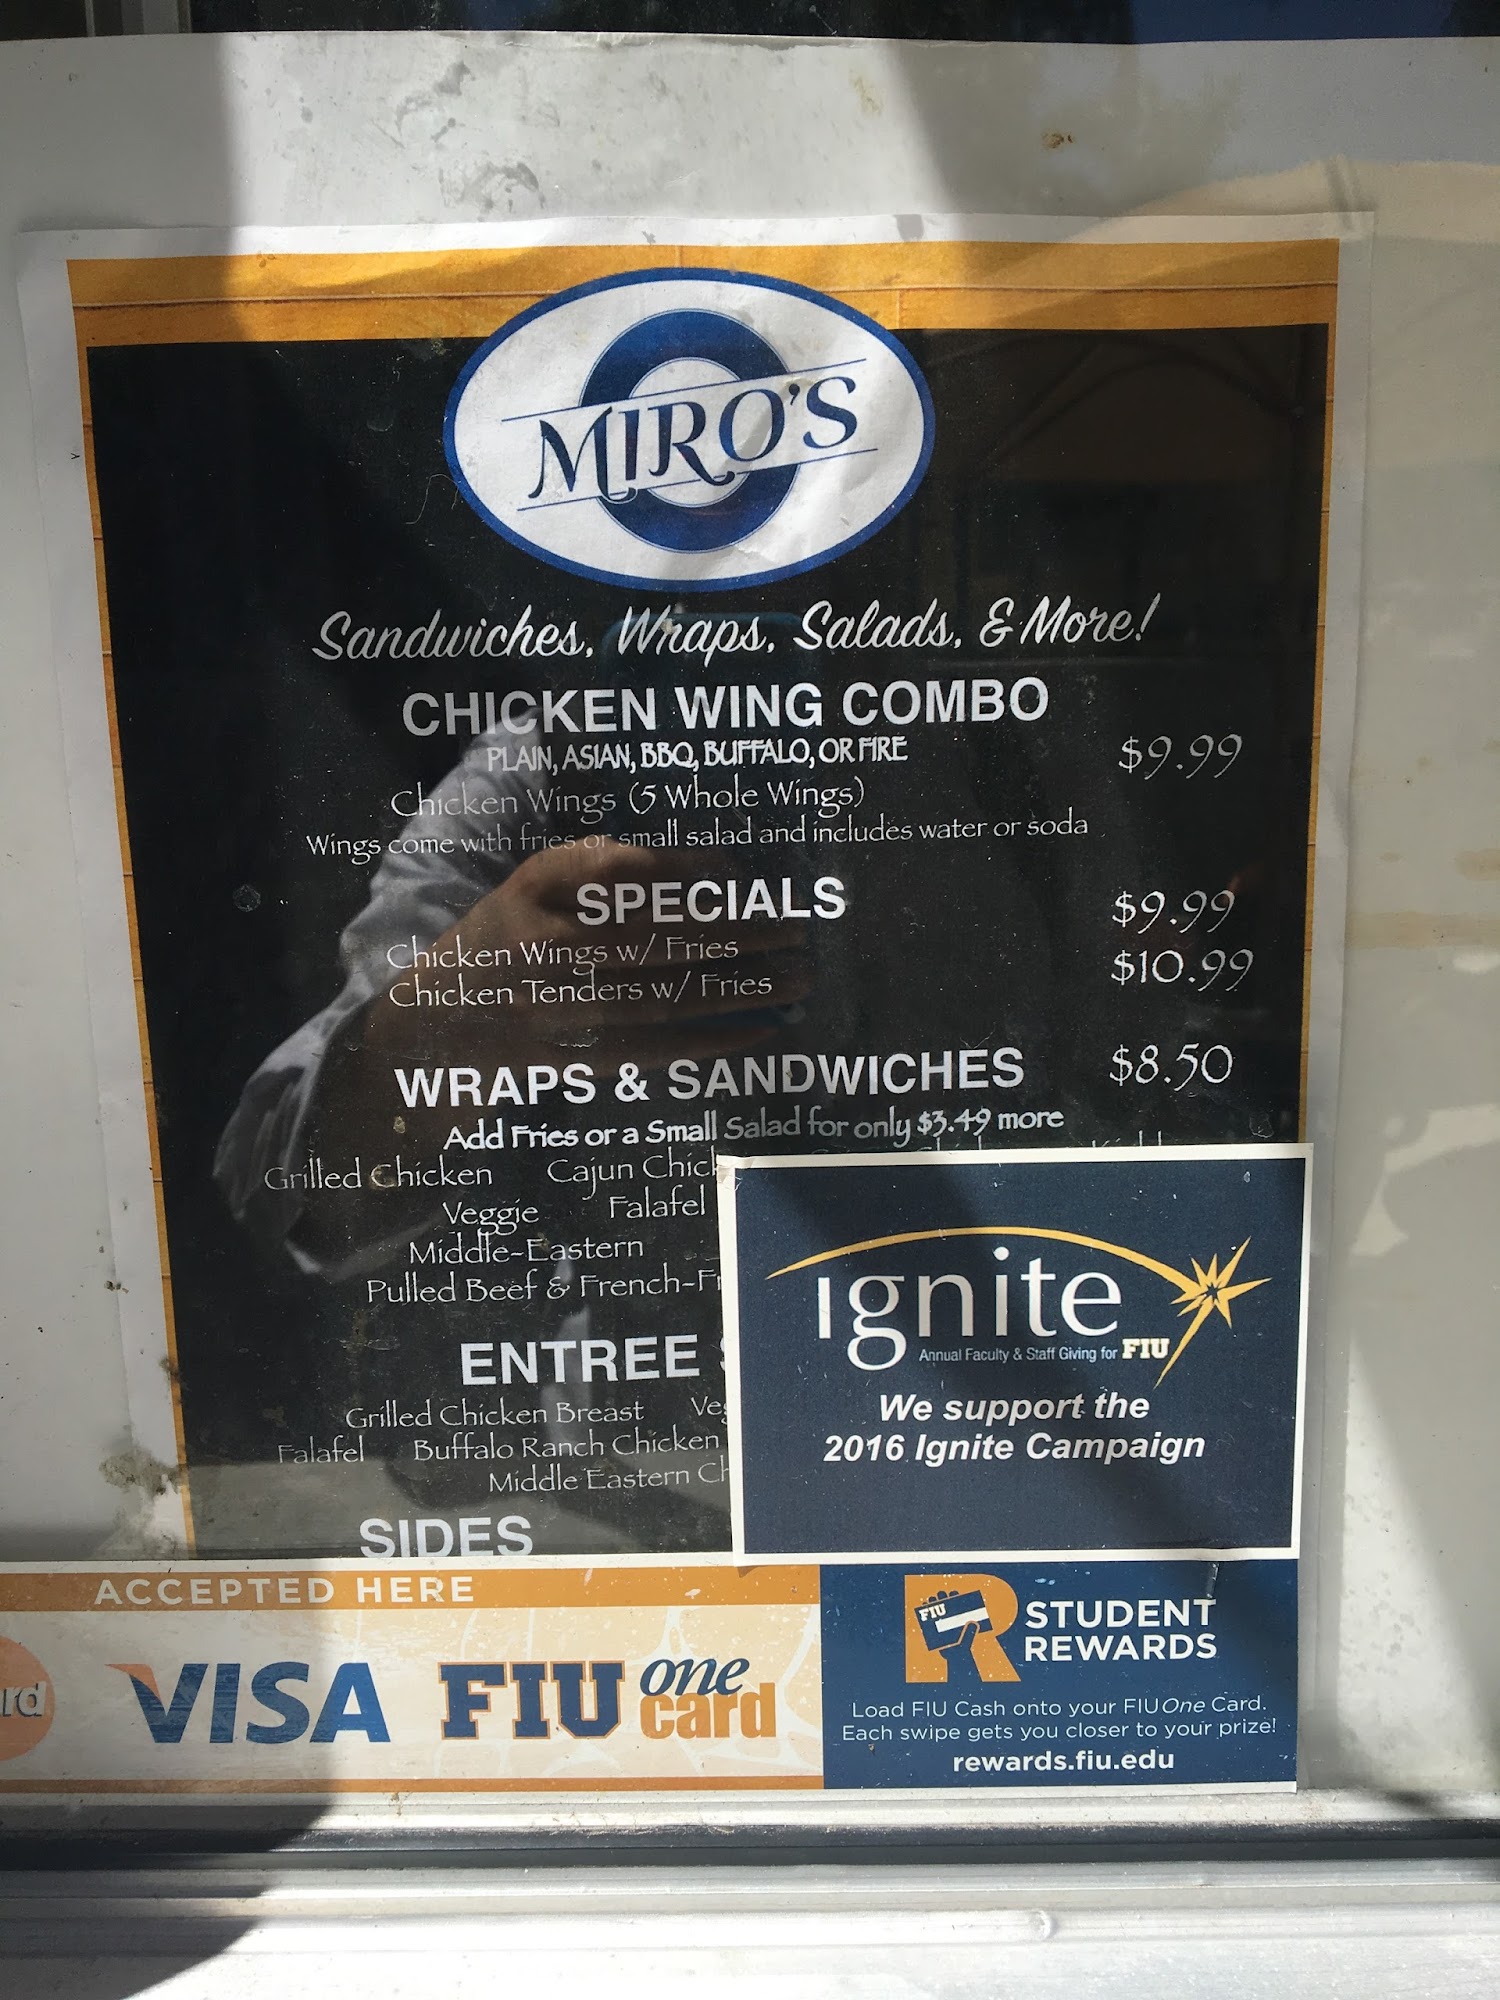 MIRO'S
Sandwiches, Wraps, Salads, & More!
CHICKEN WING COMBO
PLAIN, ASIAN, BBQ, BUFFALO, OR FIRE $9.99
Chicken Wings (5 Whole Wings)
Wings come with fries or small salad and includes water or soda
SPECIALS
Chicken Wings w/ Fries $9.99
Chicken Tenders w/ Fries $10.99
WRAPS & SANDWICHES $8.50
Add Fries or a Small Salad for only $3.49 more
Grilled Chicken Cajun Chick
Veggie Falafel
Middle-Eastern
Pulled Beef & French-Fr
ENTREE
Grilled Chicken Breast Veg
Falafel Buffalo Ranch Chicken
Middle Eastern Ch
SIDES
ignite
Annual Faculty & Staff Giving for FIU
We support the
2016 Ignite Campaign
ACCEPTED HERE
rd VISA FIU one card
FIU R STUDENT
REWARDS
Load FIU Cash onto your FIUOne Card.
Each swipe gets you closer to your prize!
rewards.fiu.edu